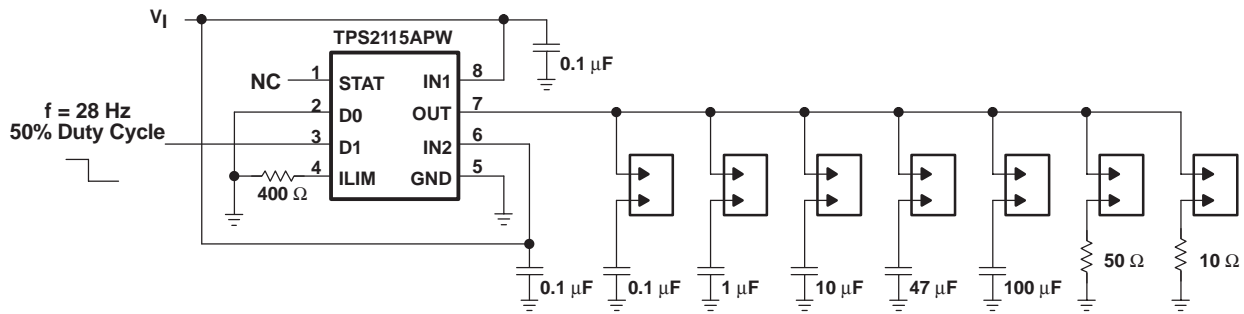 VI
TPS2115APW
0.1 µF
NC
1 STAT IN1 8
f = 28 Hz
2 D0 OUT 7
50% Duty Cycle
3 D1 IN2 6
4 ILIM GND 5
400 Ω
0.1 µF 0.1 µF 1 µF 10 µF 47 µF 100 µF 50 Ω 10 Ω